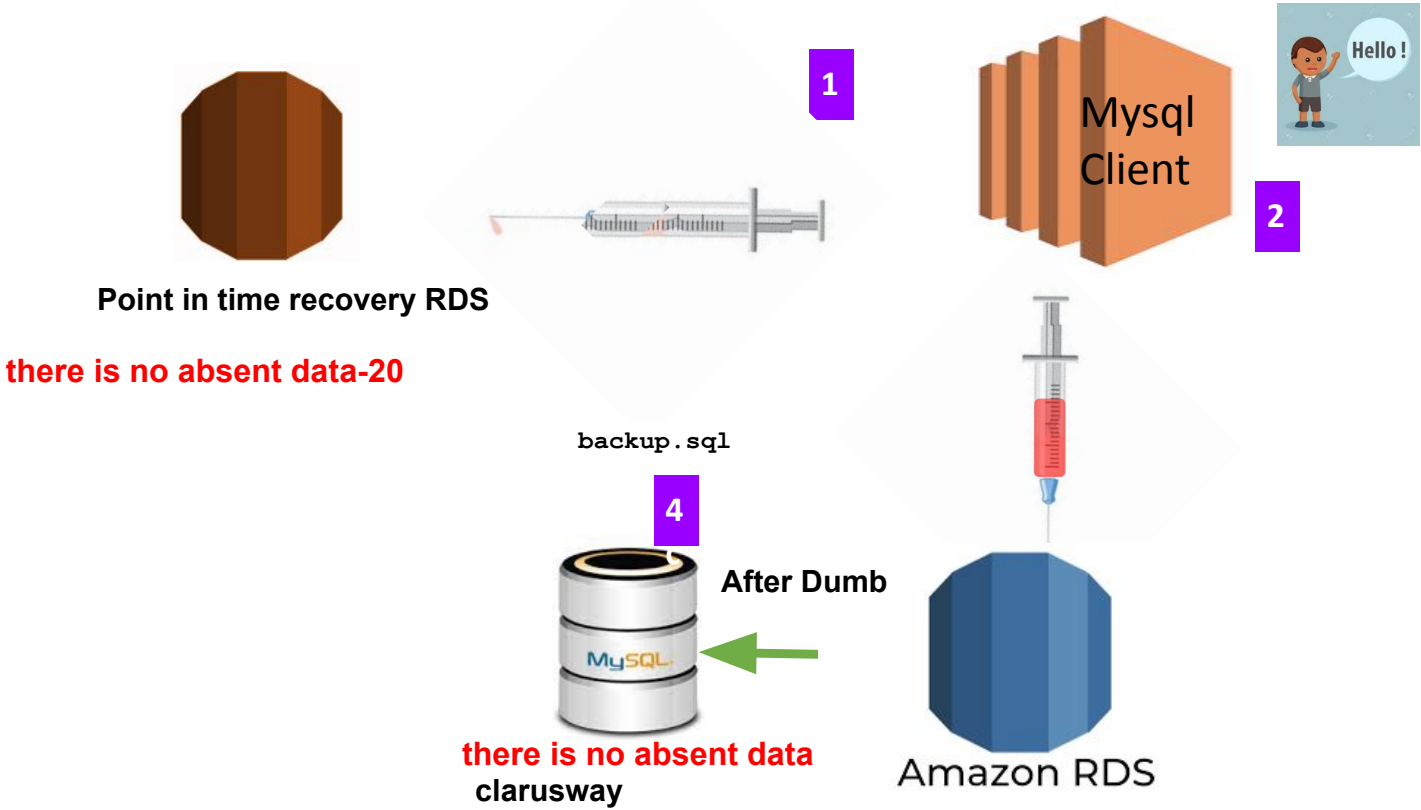 1
Hello !
Mysql
Client
2
Point in time recovery RDS
there is no absent data-20
backup.sql
4
After Dumb
MySQL
there is no absent data
clarusway
Amazon RDS